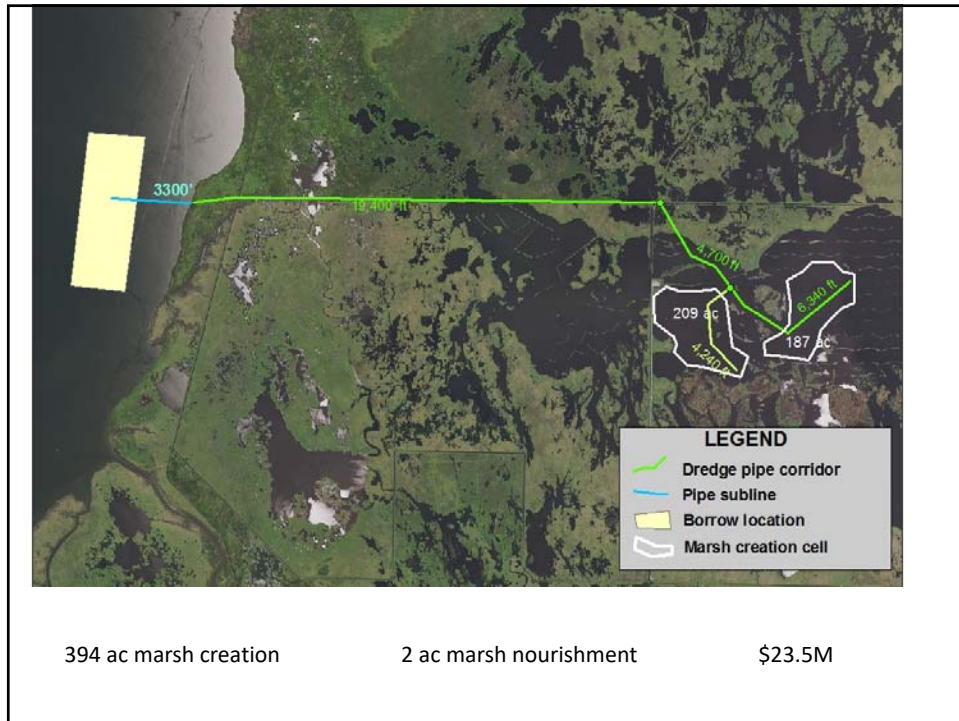 3300'
19,400 ft
4,700 ft
6,340 ft
209 ac
187 ac
4,240 ft
LEGEND
Dredge pipe corridor
Pipe subline
Borrow location
Marsh creation cell
394 ac marsh creation 2 ac marsh nourishment $23.5M